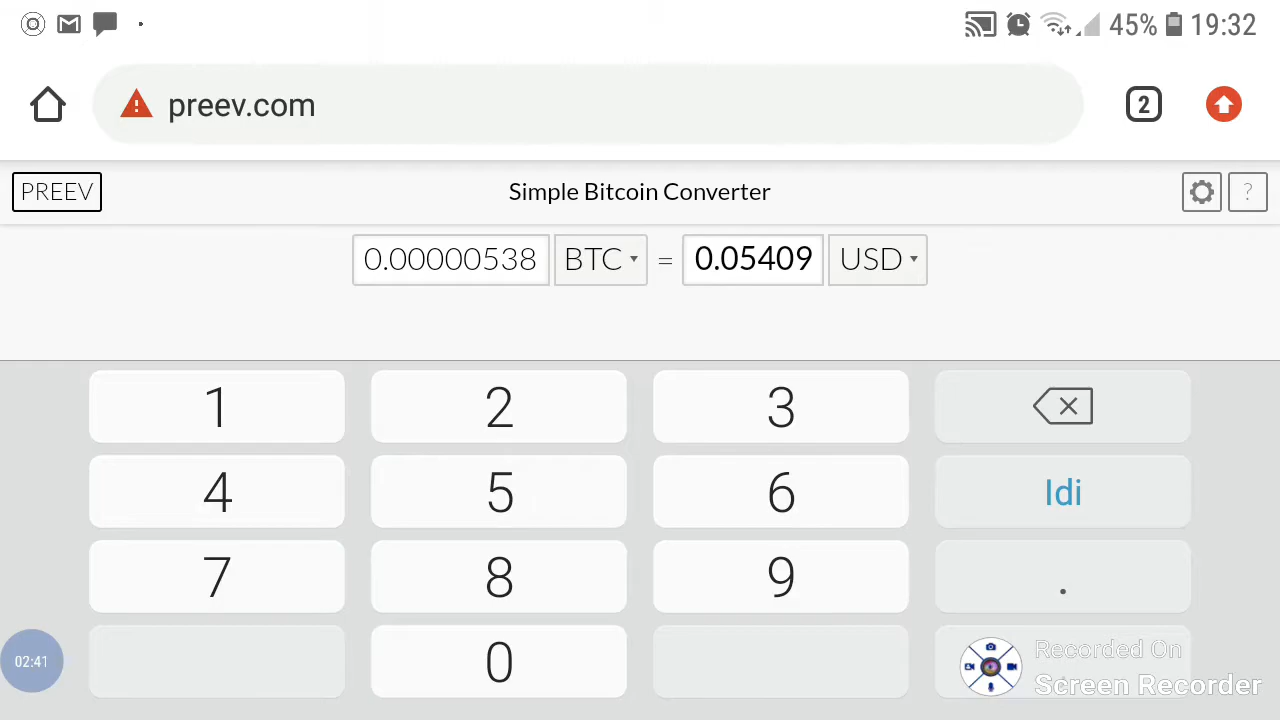 45% 19:32
preev.com 2
PREEV Simple Bitcoin Converter ?
0.00000538 BTC = 0.05409 USD
1 2 3
4 5 6 Idi
7 8 9 .
02:41 0
Recorded On
Screen Recorder